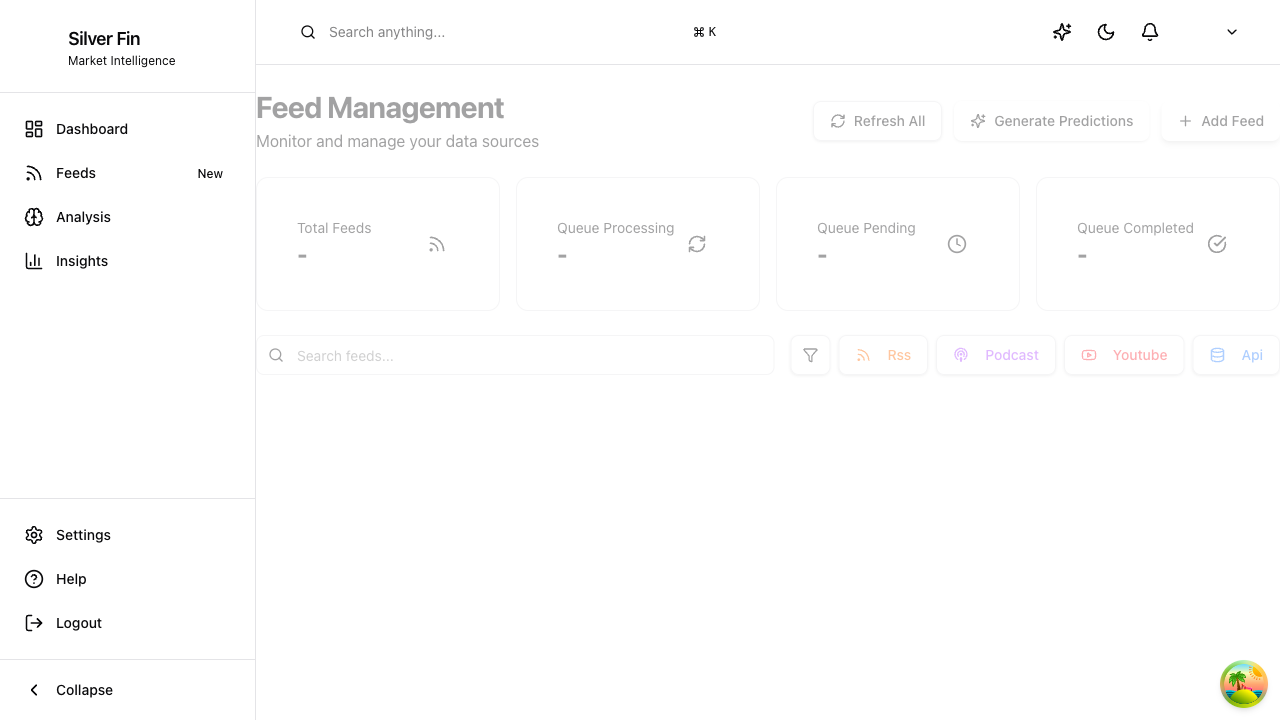 Silver Fin
Market Intelligence
Search anything...
⌘ K
Dashboard
Feeds New
Analysis
Insights
Settings
Help
Logout
Collapse
Feed Management
Monitor and manage your data sources
Refresh All
Generate Predictions
Add Feed
Total Feeds
-
Queue Processing
-
Queue Pending
-
Queue Completed
-
Search feeds...
Rss
Podcast
Youtube
Api